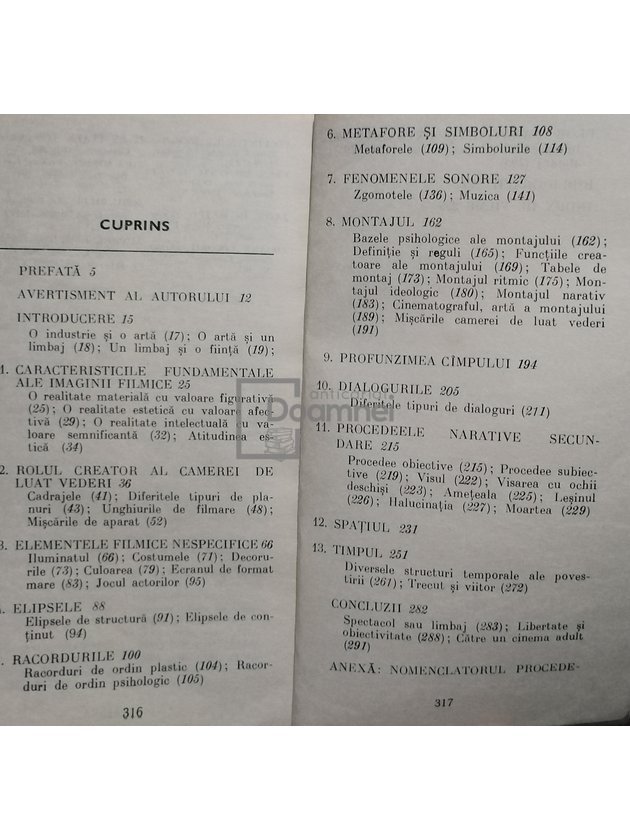 CUPRINS
PREFATĂ 5
AVERTISMENT AL AUTORULUI 12
INTRODUCERE 15
O industrie și o artă (17); O artă și un
limbaj (18); Un limbaj și o ființă (19);
1. CARACTERISTICILE FUNDAMENTALE
ALE IMAGINII FILMICE 25
O realitate materială cu valoare figurativă
(25); O realitate estetică cu valoare afec-
tivă (29); O realitate intelectuală cu va-
loare semnificantă (32); Atitudinea es-
tică (34)
2. ROLUL CREATOR AL CAMEREI DE
LUAT VEDERI 36
Cadrajele (41); Diferitele tipuri de pla-
nuri (43); Unghiurile de filmare (48);
Mișcările de aparat (52)
3. ELEMENTELE FILMICE NESPECIFICE 66
Iluminatul (66); Costumele (71); Decoru-
rile (73); Culoarea (79); Ecranul de format
mare (83); Jocul actorilor (95)
. ELIPSELE 88
Elipsele de structură (91); Elipsele de con-
ținut (94)
. RACORDURILE 100
Racorduri de ordin plastic (104); Racor-
duri de ordin psihologic (105)
316
6. METAFORE ȘI SIMBOLURI 108
Metaforele (109); Simbolurile (114)
7. FENOMENELE SONORE 127
Zgomotele (136); Muzica (141)
8. MONTAJUL 162
Bazele psihologice ale montajului (162);
Definiție și reguli (165); Funcțiile crea-
toare ale montajului (169); Tabele de
montaj (173); Montajul ritmic (175); Mon-
tajul ideologic (180); Montajul narativ
(183); Cinematograful, artă a montajului
(189); Mișcările camerei de luat vederi
(191)
9. PROFUNZIMEA CÎMPULUI 194
10. DIALOGURILE 205
Diferitele tipuri de dialoguri (211)
11. PROCEDEELE NARATIVE SECUN-
DARE 215
Procedee obiective (215); Procedee subiec-
tive (219); Visul (222); Visarea cu ochii
deschiși (223); Amețeala (225); Leșinul
(226); Halucinația (227); Moartea (229)
12. SPAȚIUL 231
13. TIMPUL 251
Diversele structuri temporale ale poves-
tirii (261); Trecut și viitor (272)
CONCLUZII 282
Spectacol sau limbaj (283); Libertate și
obiectivitate (288); Către un cinema adult
(291)
ANEXĂ: NOMENCLATORUL PROCEDE-
317
anticariat
Doamnei